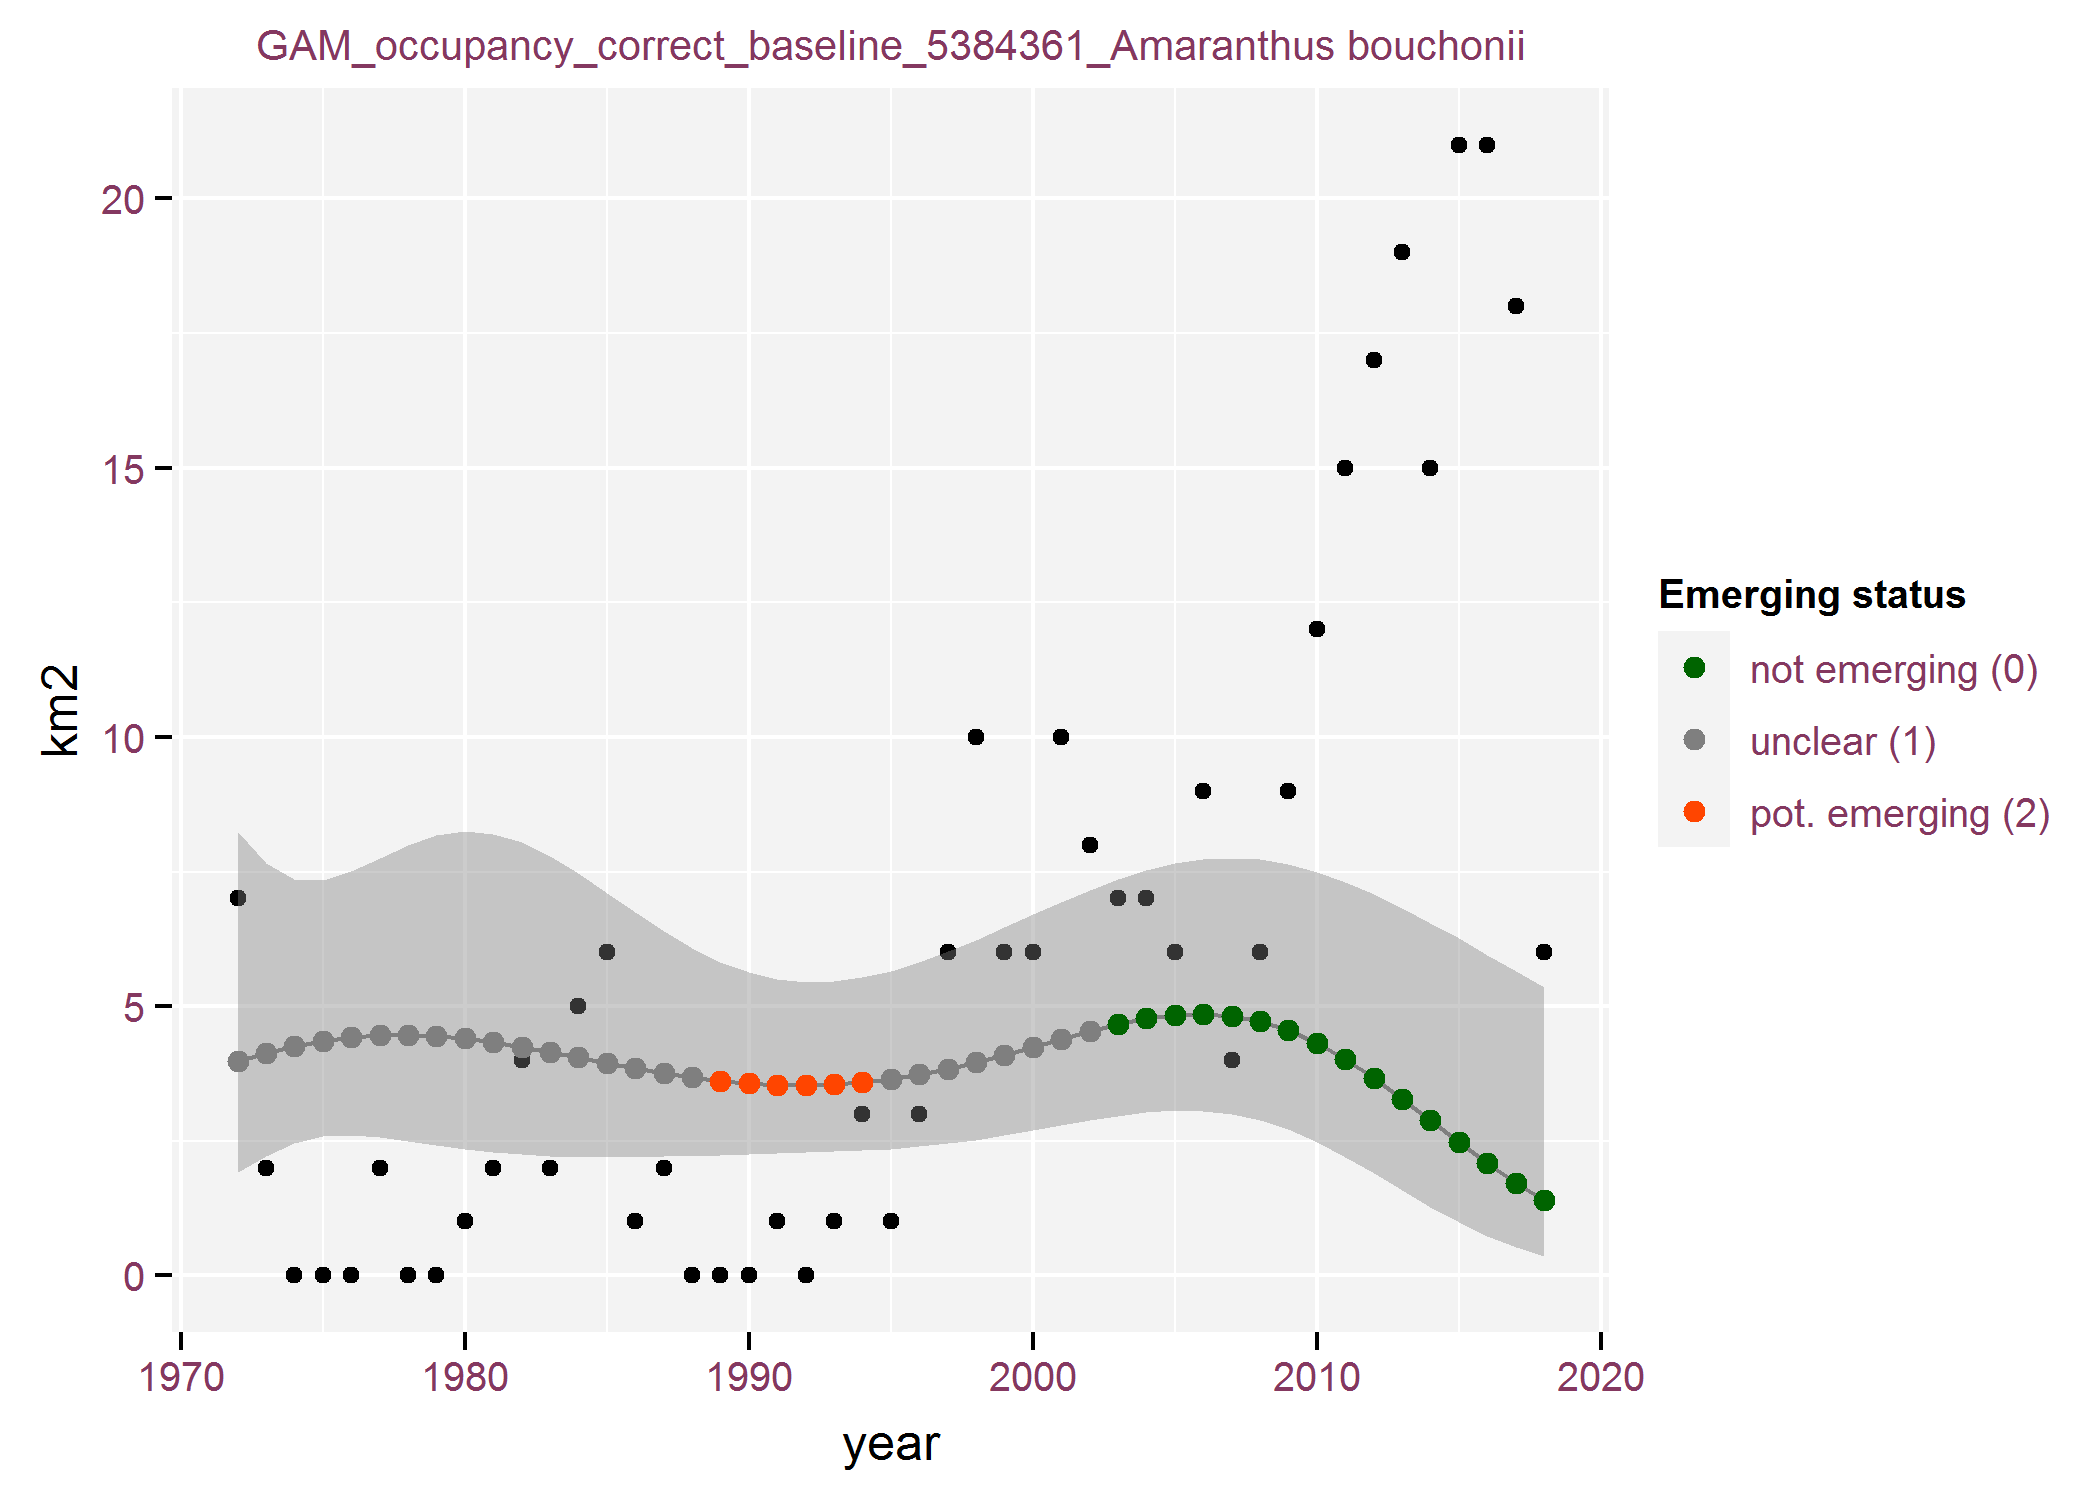 GAM_occupancy_correct_baseline_5384361_Amaranthus bouchonii
20
15
10
5
0
km2
1970 1980 1990 2000 2010 2020
year
Emerging status
not emerging (0)
unclear (1)
pot. emerging (2)